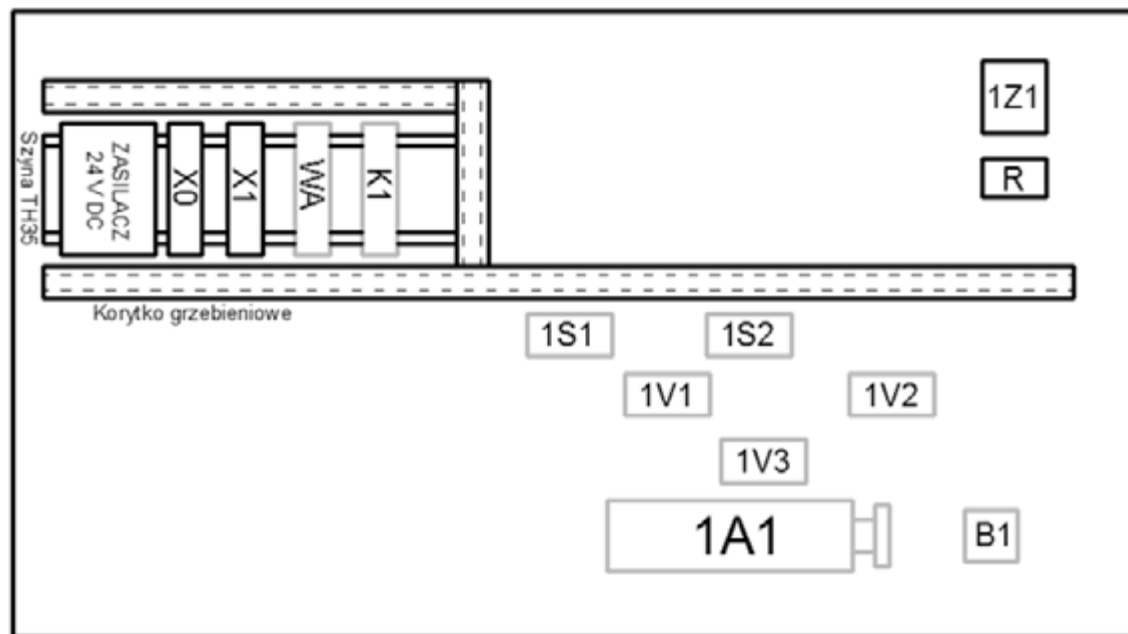 1Z1
R
Szyna TH35
ZASILACZ
24 V DC
X0
X1
WA
K1
Korytko grzebieniowe
1S1
1S2
1V1
1V2
1V3
1A1
B1